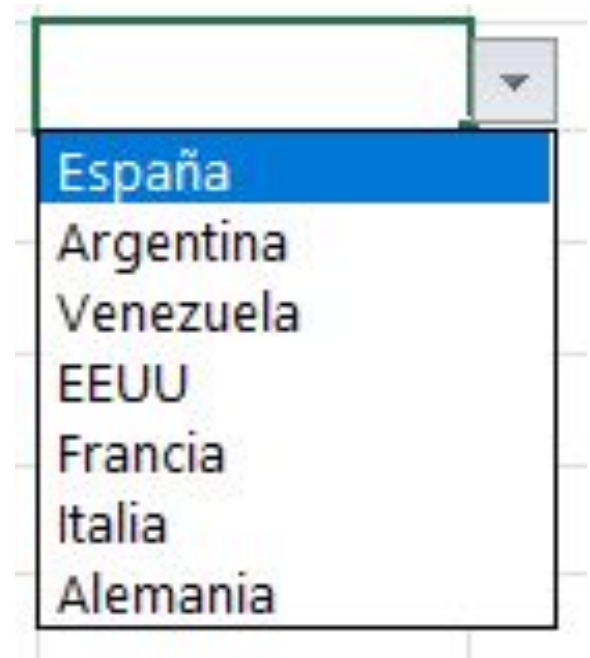 España
Argentina
Venezuela
EEUU
Francia
Italia
Alemania